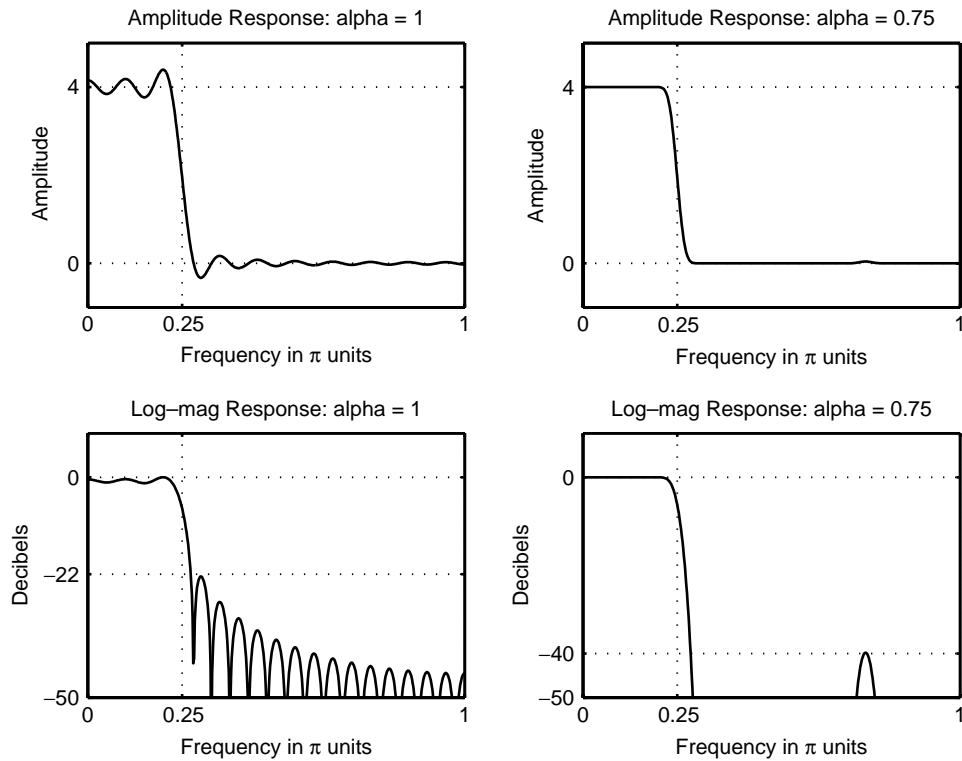 Amplitude Response: alpha = 1
4
0
Amplitude
0
0.25
1
Frequency in π units
Amplitude Response: alpha = 0.75
4
0
Amplitude
0
0.25
1
Frequency in π units
Log–mag Response: alpha = 1
0
–22
–50
Decibels
0
0.25
1
Frequency in π units
Log–mag Response: alpha = 0.75
0
–40
–50
Decibels
0
0.25
1
Frequency in π units